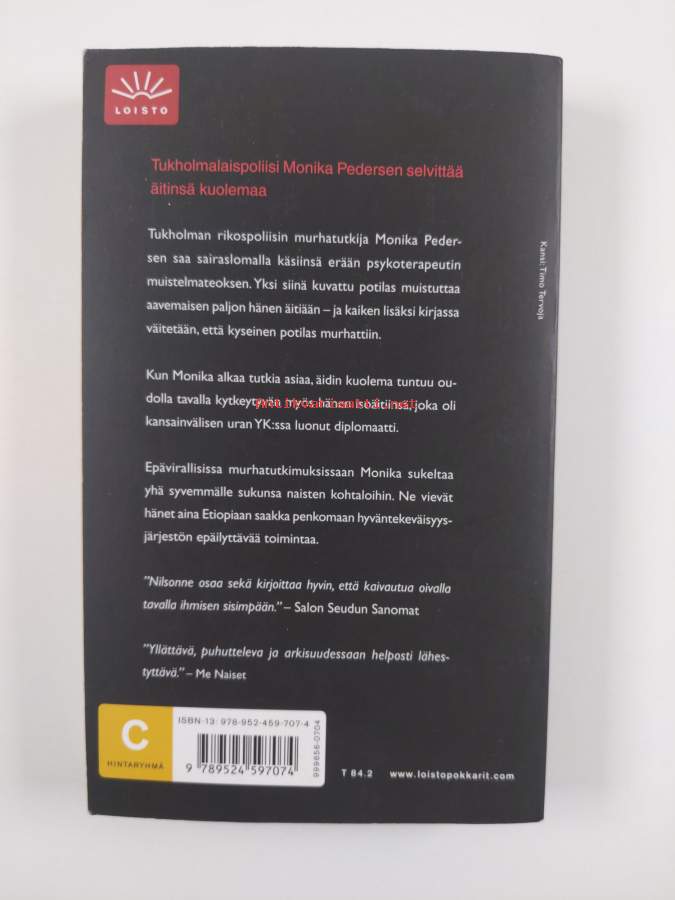 LOISTO
Tukholmalaispoliisi Monika Pedersen selvittää
äitinsä kuolemaa
Tukholman rikospoliisin murhatutkija Monika Peder-
sen saa sairaslomalla käsiinsä erään psykoterapeutin
muistelmateoksen. Yksi siinä kuvattu potilas muistuttaa
aavemaisen paljon hänen äitiään – ja kaiken lisäksi kirjassa
väitetään, että kyseinen potilas murhattiin.
Kun Monika alkaa tutkia asiaa, äidin kuolema tuntuu ou-
dolla tavalla kytkeytyvän myös hänen isoäitiinsä, joka oli
kansainvälisen uran YK:ssa luonut diplomaatti.
Epävirallisissa murhatutkimuksissaan Monika sukeltaa
yhä syvemmälle sukunsa naisten kohtaloihin. Ne vievät
hänet aina Etiopiaan saakka penkomaan hyväntekeväisyys-
järjestön epäilyttävää toimintaa.
"Nilsonne osaa sekä kirjoittaa hyvin, että kaivautua oivalla
tavalla ihmisen sisimpään." – Salon Seudun Sanomat
"Yllättävä, puhutteleva ja arkisuudessaan helposti lähes-
tyttävä." – Me Naiset
Kansi: Timo Tervoja
C
HINTARYHMÄ
ISBN-13: 978-952-459-707-4
9 789524 597074
999656-0704
T 84.2 www.loistopokkarit.com